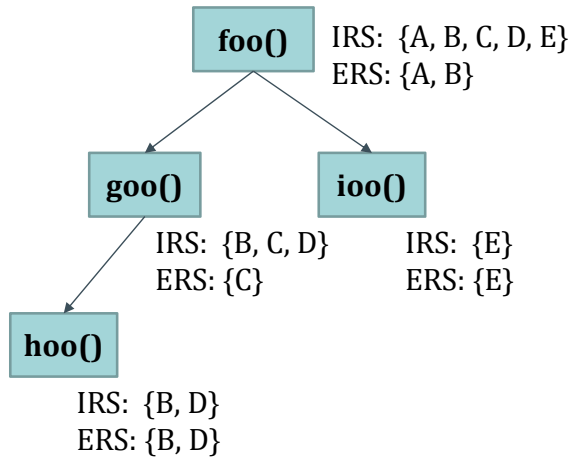 foo()
IRS: {A, B, C, D, E}
ERS: {A, B}
goo()
IRS: {B, C, D}
ERS: {C}
ioo()
IRS: {E}
ERS: {E}
hoo()
IRS: {B, D}
ERS: {B, D}